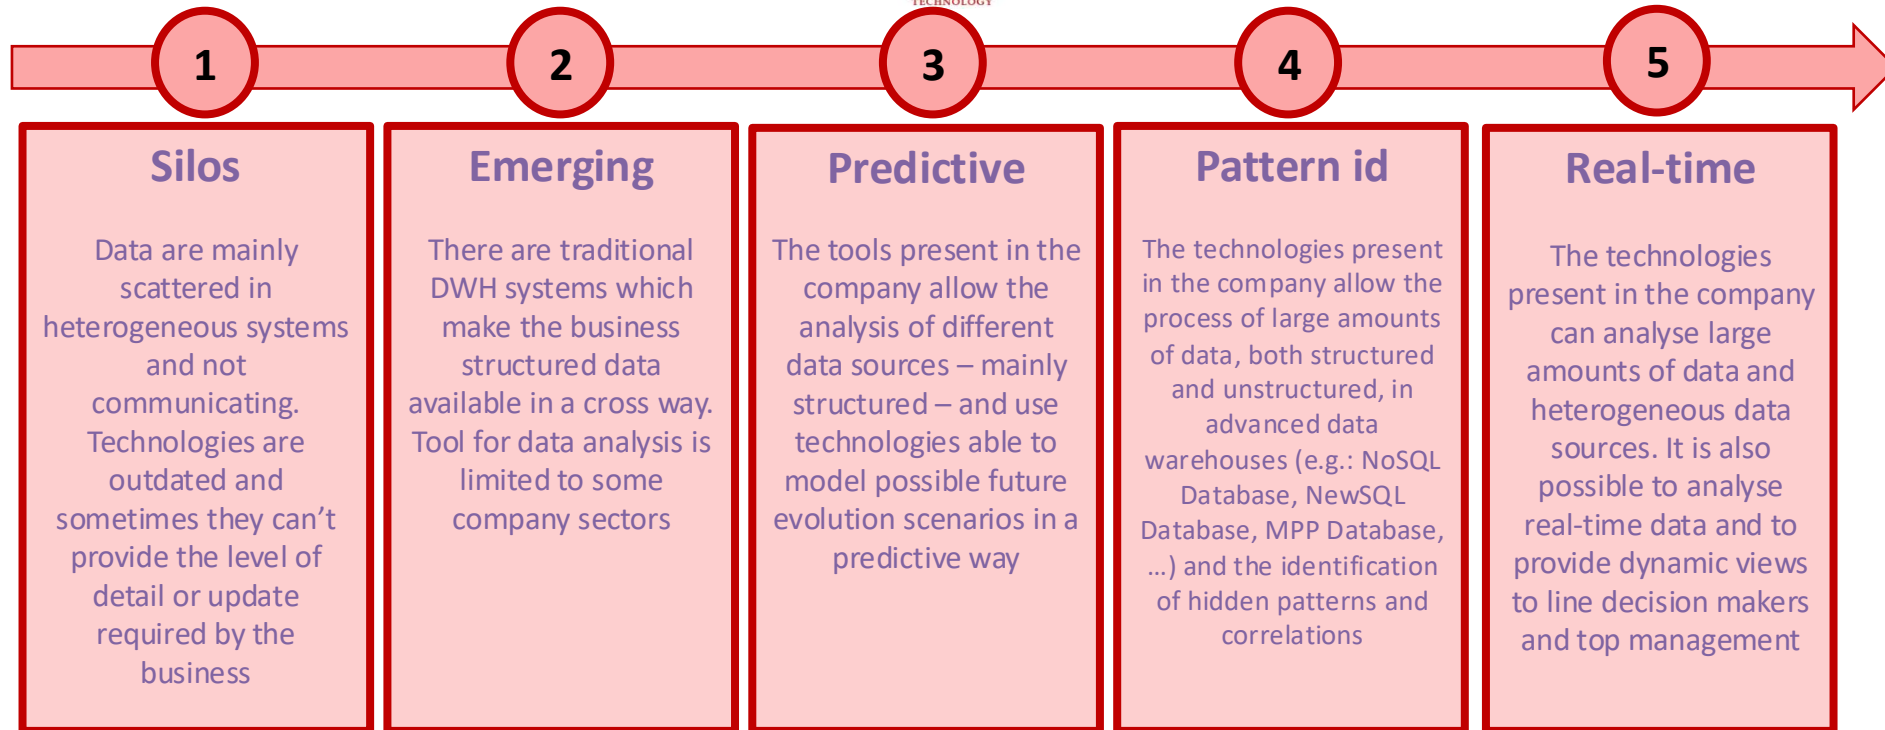 TECHNOLOGY
1
2
3
4
5
Silos
Data are mainly
scattered in
heterogeneous systems
and not
communicating.
Technologies are
outdated and
sometimes they can’t
provide the level of
detail or update
required by the
business
Emerging
There are traditional
DWH systems which
make the business
structured data
available in a cross way.
Tool for data analysis is
limited to some
company sectors
Predictive
The tools present in the
company allow the
analysis of different
data sources – mainly
structured – and use
technologies able to
model possible future
evolution scenarios in a
predictive way
Pattern id
The technologies present
in the company allow the
process of large amounts
of data, both structured
and unstructured, in
advanced data
warehouses (e.g.: NoSQL
Database, NewSQL
Database, MPP Database,
…) and the identification
of hidden patterns and
correlations
Real-time
The technologies
present in the company
can analyse large
amounts of data and
heterogeneous data
sources. It is also
possible to analyse
real-time data and to
provide dynamic views
to line decision makers
and top management